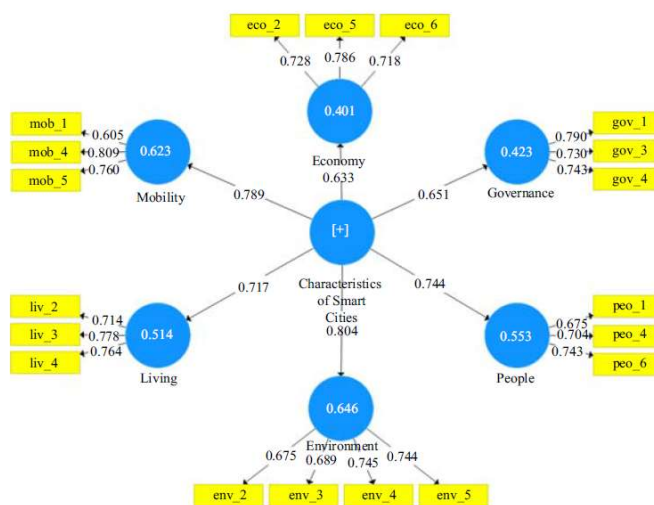 eco_2
eco_5
eco_6
0.728
0.786
0.718
0.401
Economy
0.633
mob_1
mob_4
mob_5
0.605
0.809
0.760
0.623
Mobility
0.789
gov_1
gov_3
gov_4
0.790
0.730
0.743
0.423
Governance
0.651
[+]
Characteristics
of Smart
Cities
0.804
liv_2
liv_3
liv_4
0.714
0.778
0.764
0.514
Living
0.717
peo_1
peo_4
peo_6
0.675
0.704
0.743
0.553
People
0.744
0.646
Environment
0.675
0.689
0.745
0.744
env_2
env_3
env_4
env_5